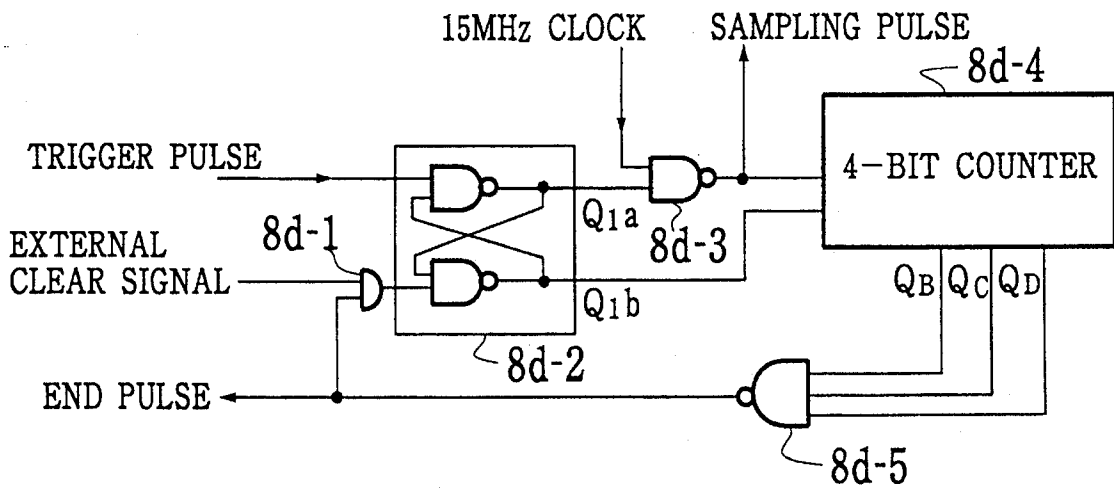 15MHz CLOCK
SAMPLING PULSE
8d-4
TRIGGER PULSE
4-BIT COUNTER
Q1a
8d-3
8d-1
EXTERNAL
CLEAR SIGNAL
Q1b
QB QC QD
8d-2
END PULSE
8d-5